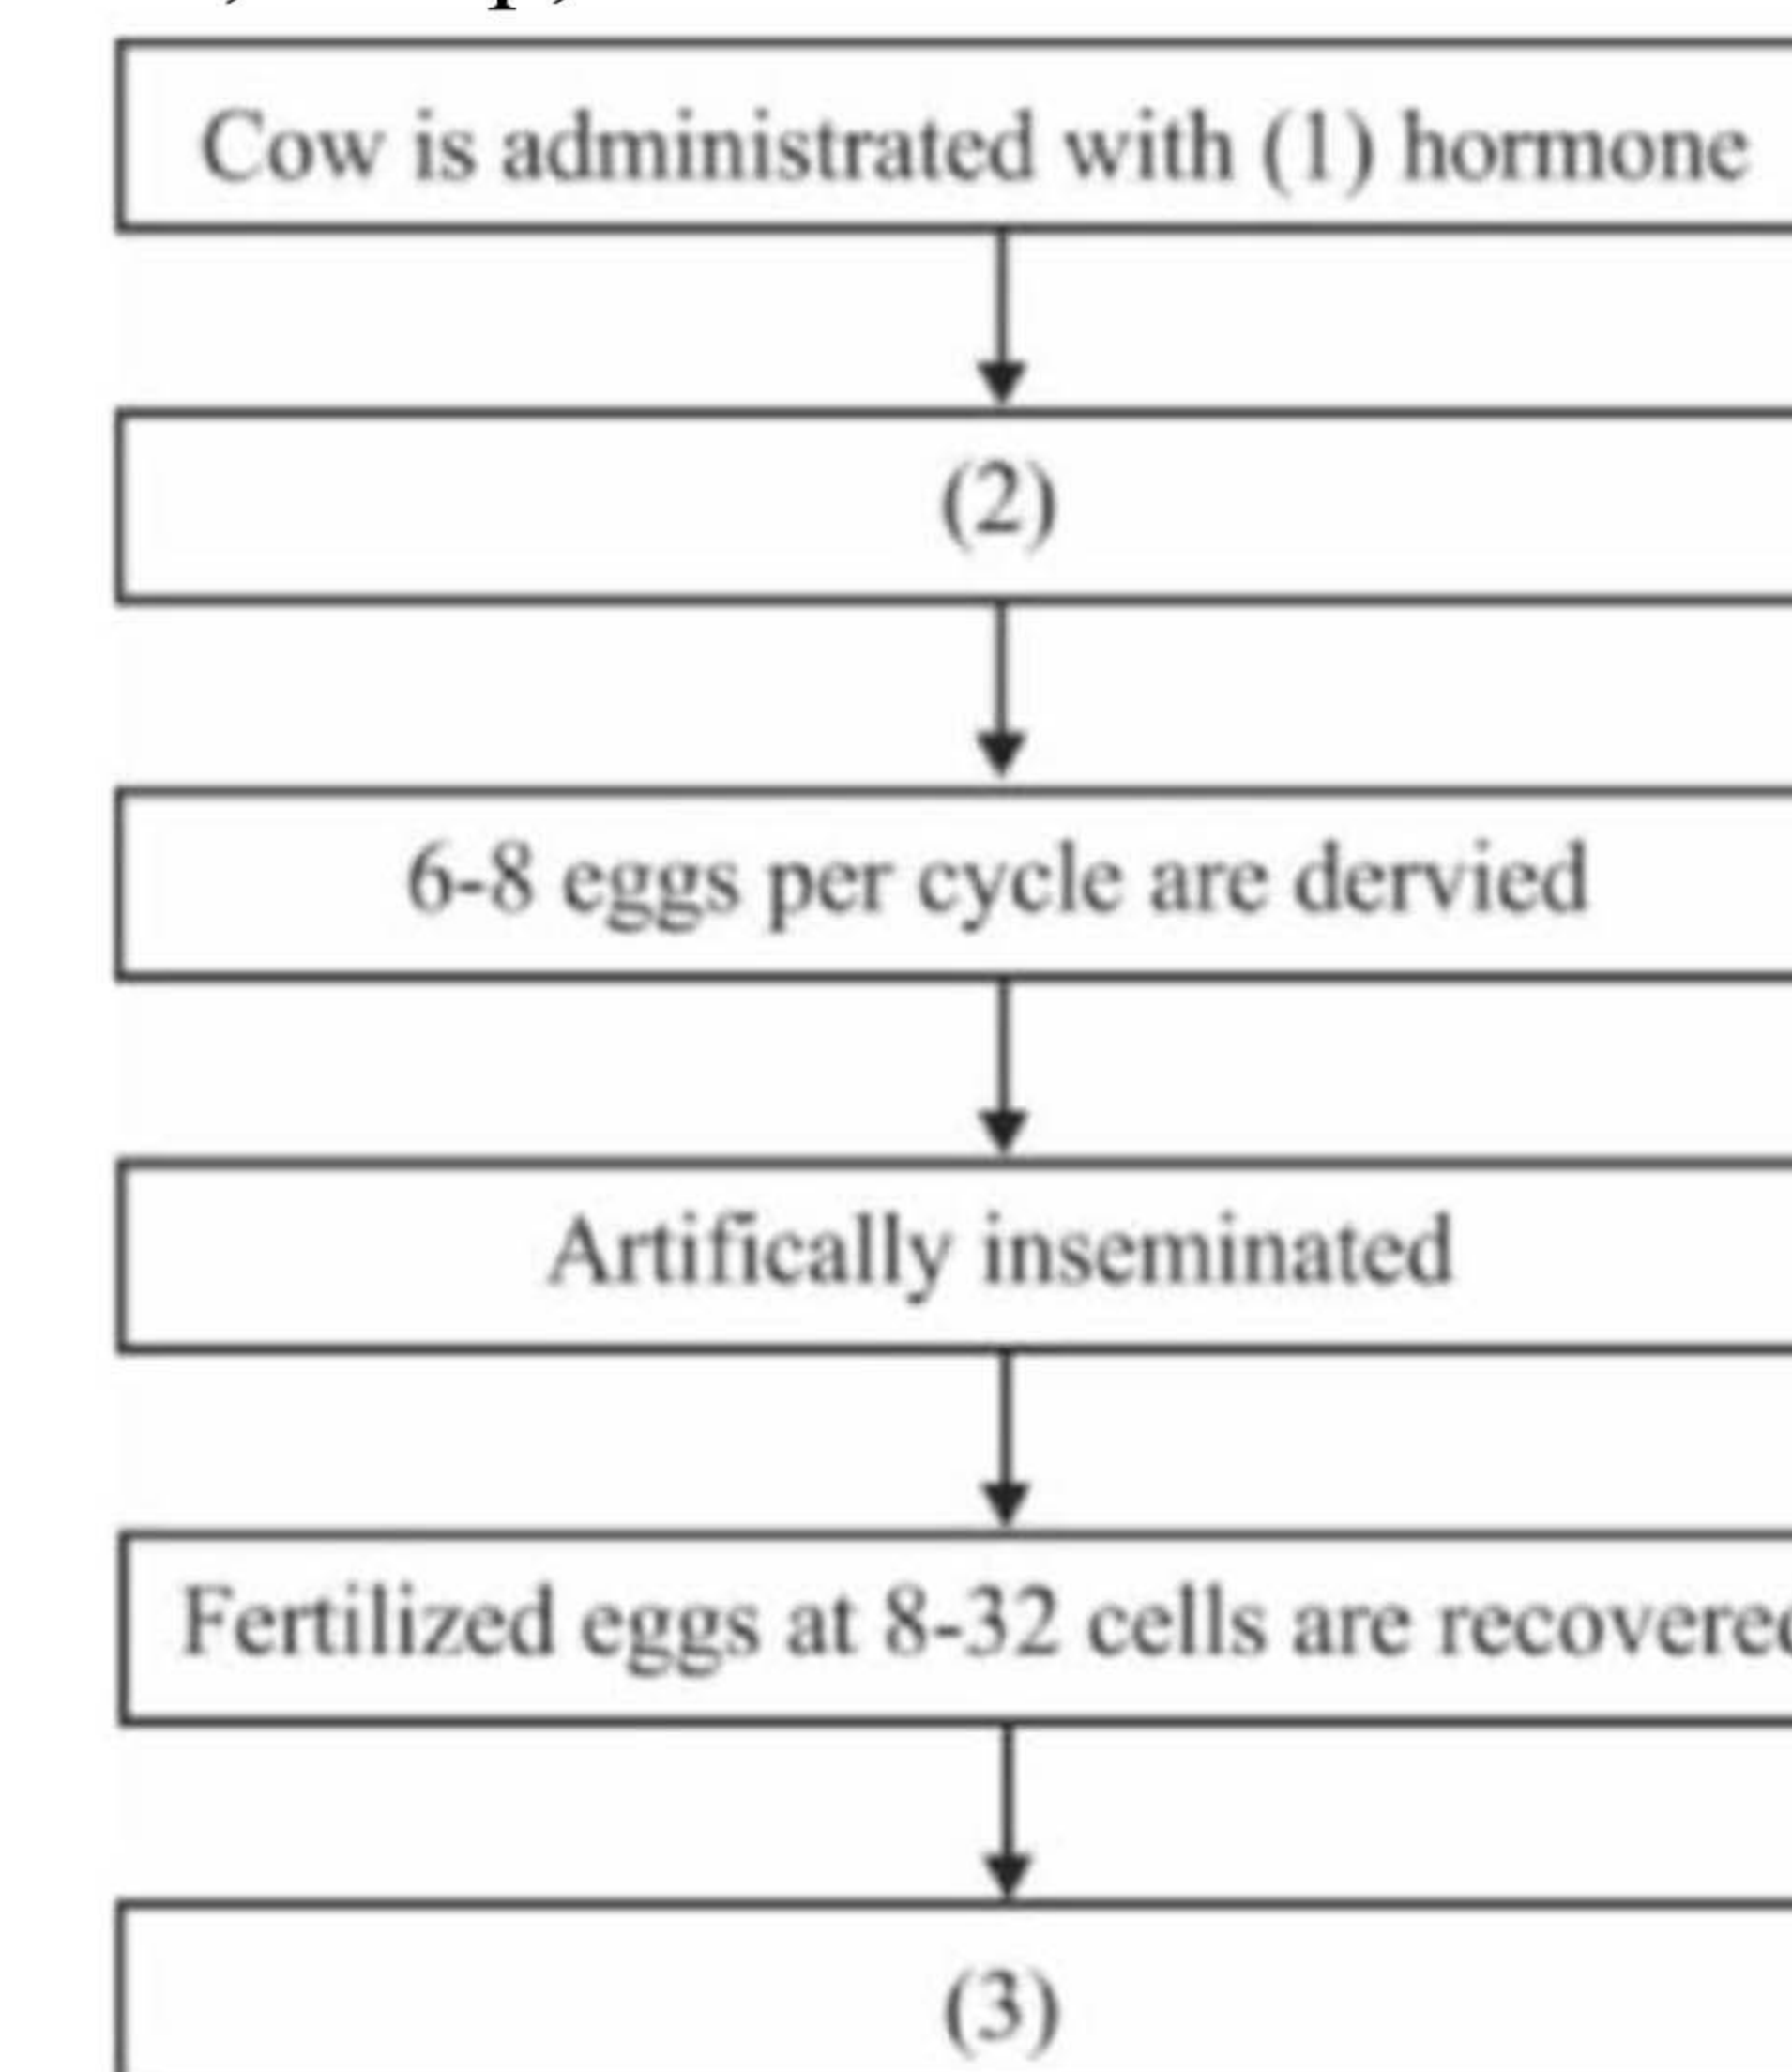 Cow is administrated with (1) hormone
(2)
6-8 eggs per cycle are dervied
Artifically inseminated
Fertilized eggs at 8-32 cells are recovered
(3)